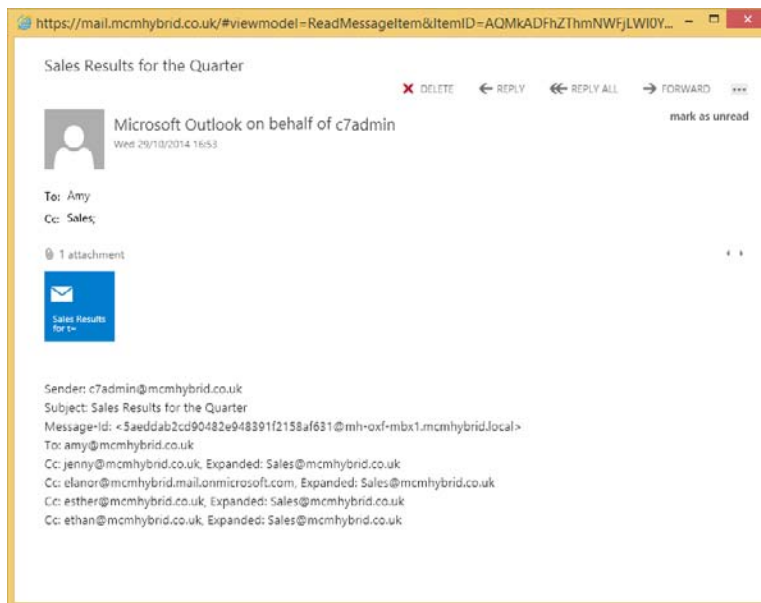 https://mail.mcmhybrid.co.uk/#viewmodel=ReadMessageItem&ItemID=AQMkADFhZThmNWFjLWI0Y...
Sales Results for the Quarter
DELETE REPLY REPLY ALL FORWARD
Microsoft Outlook on behalf of c7admin
mark as unread
Wed 29/10/2014 16:53
To: Amy
Cc: Sales;
1 attachment
Sales Results
for t=
Sender: c7admin@mcmhybrid.co.uk
Subject: Sales Results for the Quarter
Message-Id: <5aeddab2cd90482e948391f2158af631@mh-oxf-mbx1.mcmhybrid.local>
To: amy@mcmhybrid.co.uk
Cc: jenny@mcmhybrid.co.uk, Expanded: Sales@mcmhybrid.co.uk
Cc: elanor@mcmhybrid.mail.onmicrosoft.com, Expanded: Sales@mcmhybrid.co.uk
Cc: esther@mcmhybrid.co.uk, Expanded: Sales@mcmhybrid.co.uk
Cc: ethan@mcmhybrid.co.uk, Expanded: Sales@mcmhybrid.co.uk